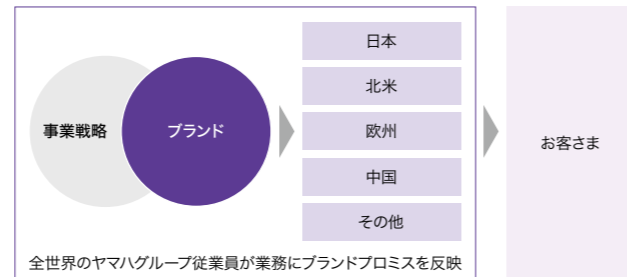 事業戦略
ブランド
日本
北米
欧州
中国
その他
お客さま
全世界のヤマハグループ従業員が業務にブランドプロミスを反映